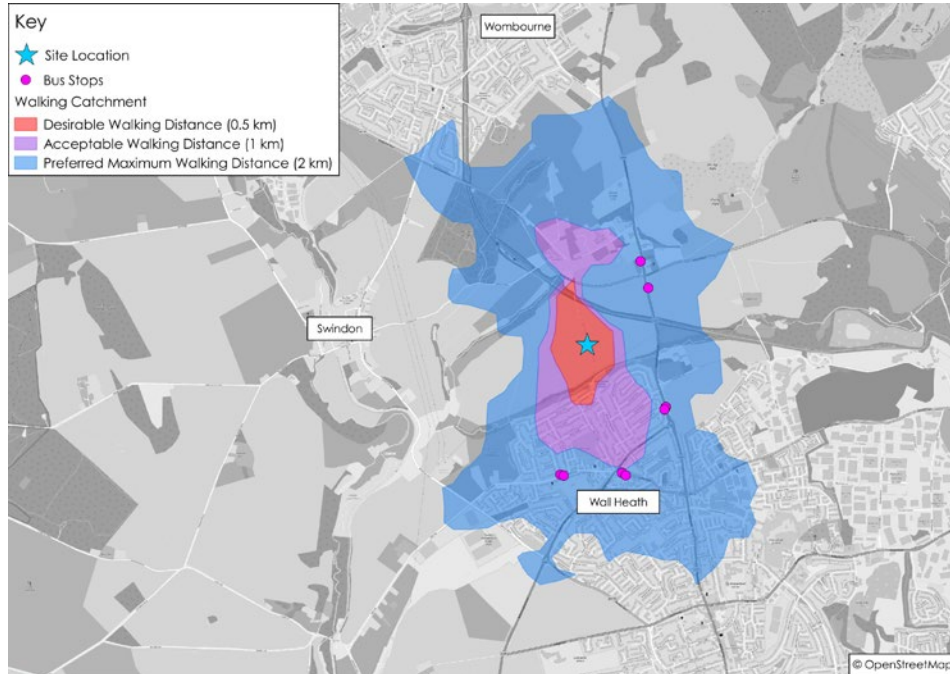 Key
Site Location
Bus Stops
Walking Catchment
Desirable Walking Distance (0.5 km)
Acceptable Walking Distance (1 km)
Preferred Maximum Walking Distance (2 km)
Wombourne
Swindon
Wall Heath
© OpenStreetMap